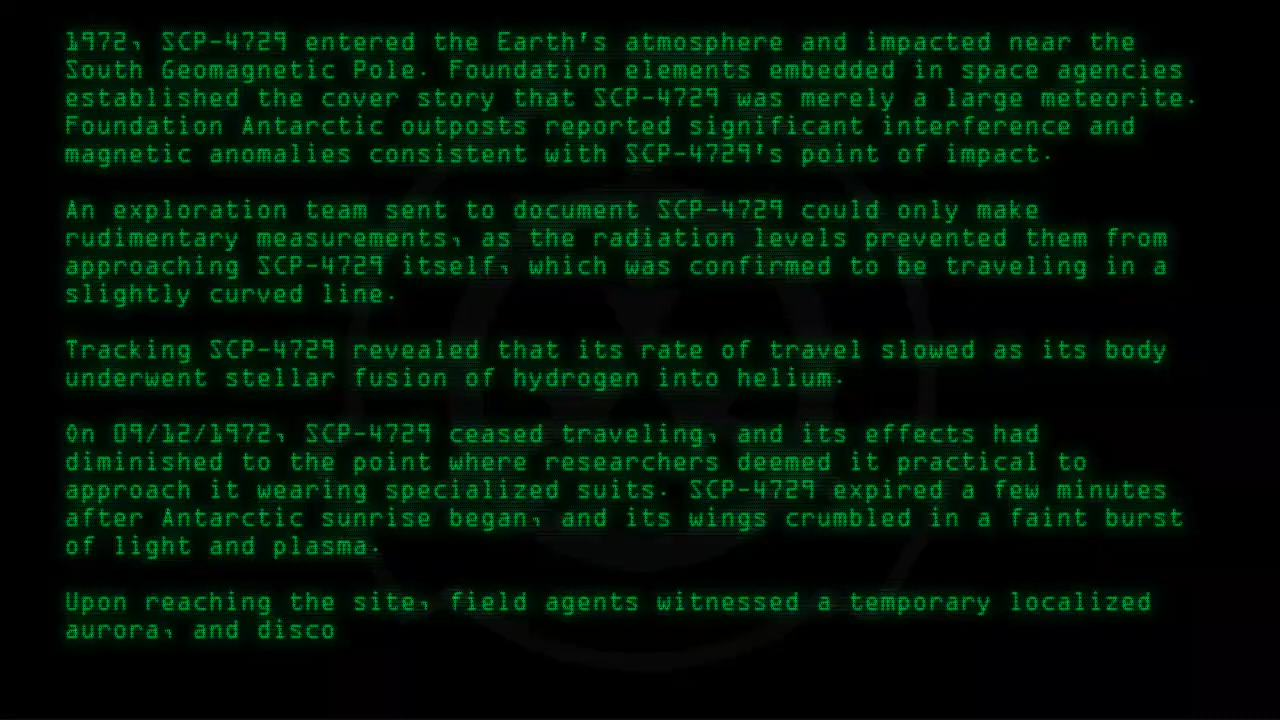 1972, SCP-4729 entered the Earth's atmosphere and impacted near the
South Geomagnetic Pole. Foundation elements embedded in space agencies
established the cover story that SCP-4729 was merely a large meteorite.
Foundation Antarctic outposts reported significant interference and
magnetic anomalies consistent with SCP-4729's point of impact.
An exploration team sent to document SCP-4729 could only make
rudimentary measurements, as the radiation levels prevented them from
approaching SCP-4729 itself, which was confirmed to be traveling in a
slightly curved line.
Tracking SCP-4729 revealed that its rate of travel slowed as its body
underwent stellar fusion of hydrogen into helium.
On 09/12/1972, SCP-4729 ceased traveling, and its effects had
diminished to the point where researchers deemed it practical to
approach it wearing specialized suits. SCP-4729 expired a few minutes
after Antarctic sunrise began, and its wings crumbled in a faint burst
of light and plasma.
Upon reaching the site, field agents witnessed a temporary localized
aurora, and disco